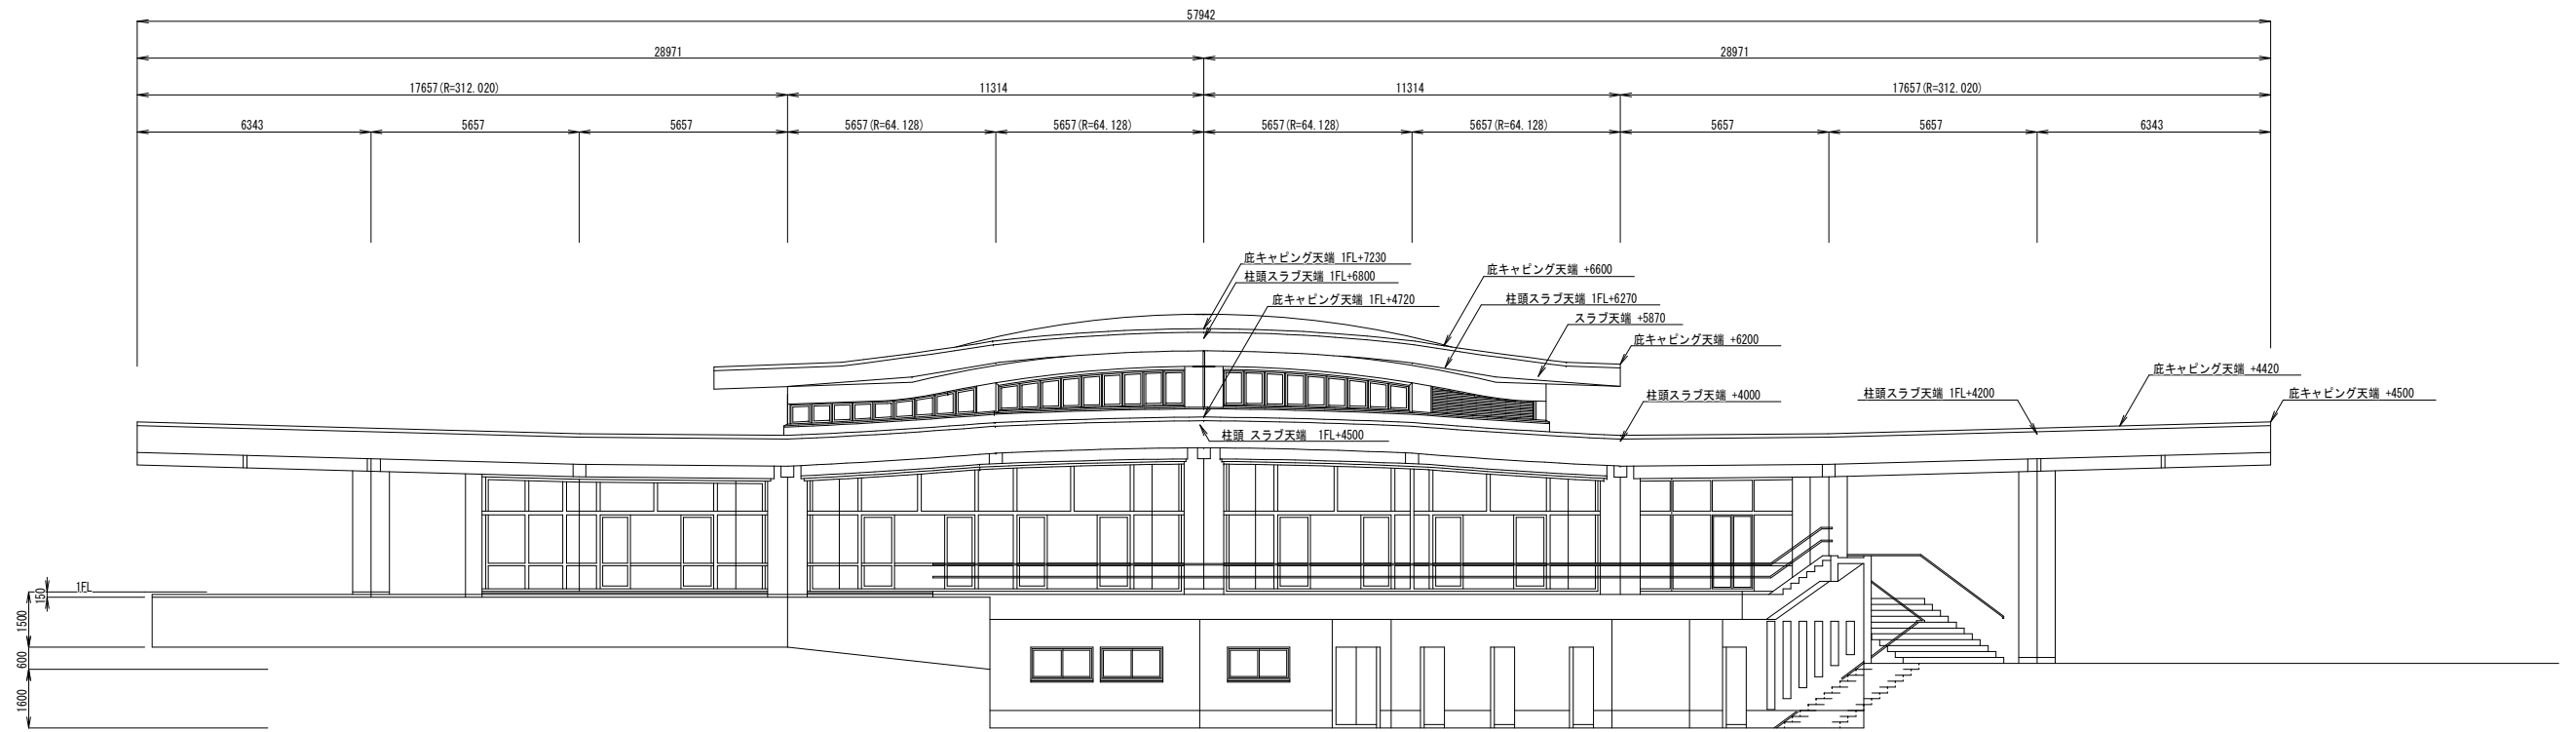 57942
28971
28971
17657(R=312.020)
11314
11314
17657(R=312.020)
6343
5657
5657
5657(R=64.128)
5657(R=64.128)
5657(R=64.128)
5657(R=64.128)
5657
5657
6343
庇キャピング天端 1FL+7230
庇キャピング天端 +6600
柱頭スラブ天端 1FL+6800
庇キャピング天端 1FL+4720
柱頭スラブ天端 1FL+6270
スラブ天端 +5870
庇キャピング天端 +6200
庇キャピング天端 +4420
柱頭スラブ天端 +4000
柱頭スラブ天端 1FL+4200
庇キャピング天端 +4500
柱頭 スラブ天端 1FL+4500
1FL
150
1500
600
1600